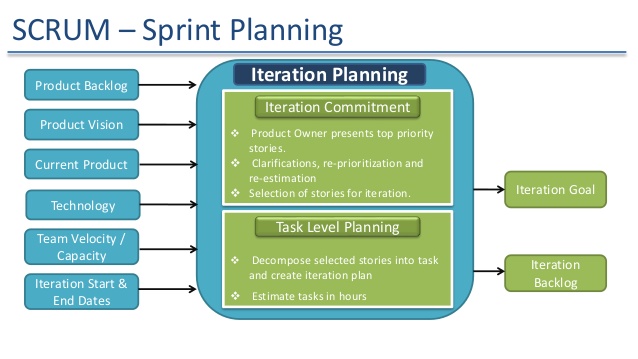 SCRUM – Sprint Planning
Product Backlog
Product Vision
Current Product
Technology
Team Velocity /
Capacity
Iteration Start &
End Dates
Iteration Planning
Iteration Commitment
❖ Product Owner presents top priority
stories.
❖ Clarifications, re-prioritization and
re-estimation
❖ Selection of stories for iteration.
Task Level Planning
❖ Decompose selected stories into task
and create iteration plan
❖ Estimate tasks in hours
Iteration Goal
Iteration
Backlog